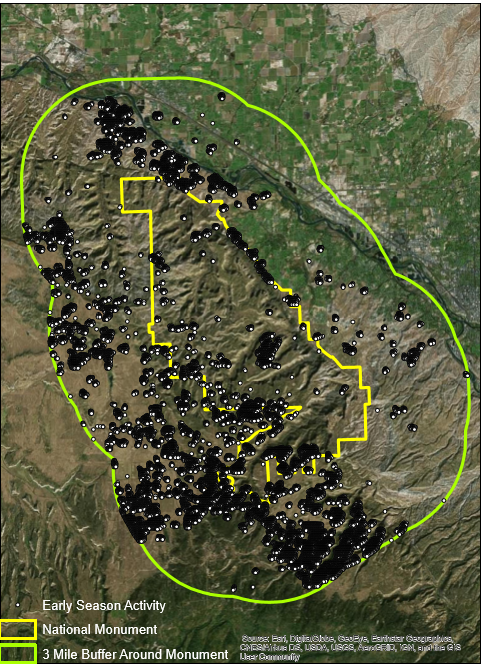 Early Season Activity
National Monument
3 Mile Buffer Around Monument
Source: Esri, DigitalGlobe, GeoEye, Earthstar Geographics,
CNES/Airbus DS, USDA, USGS, AeroGRID, IGN, and the GIS
User Community